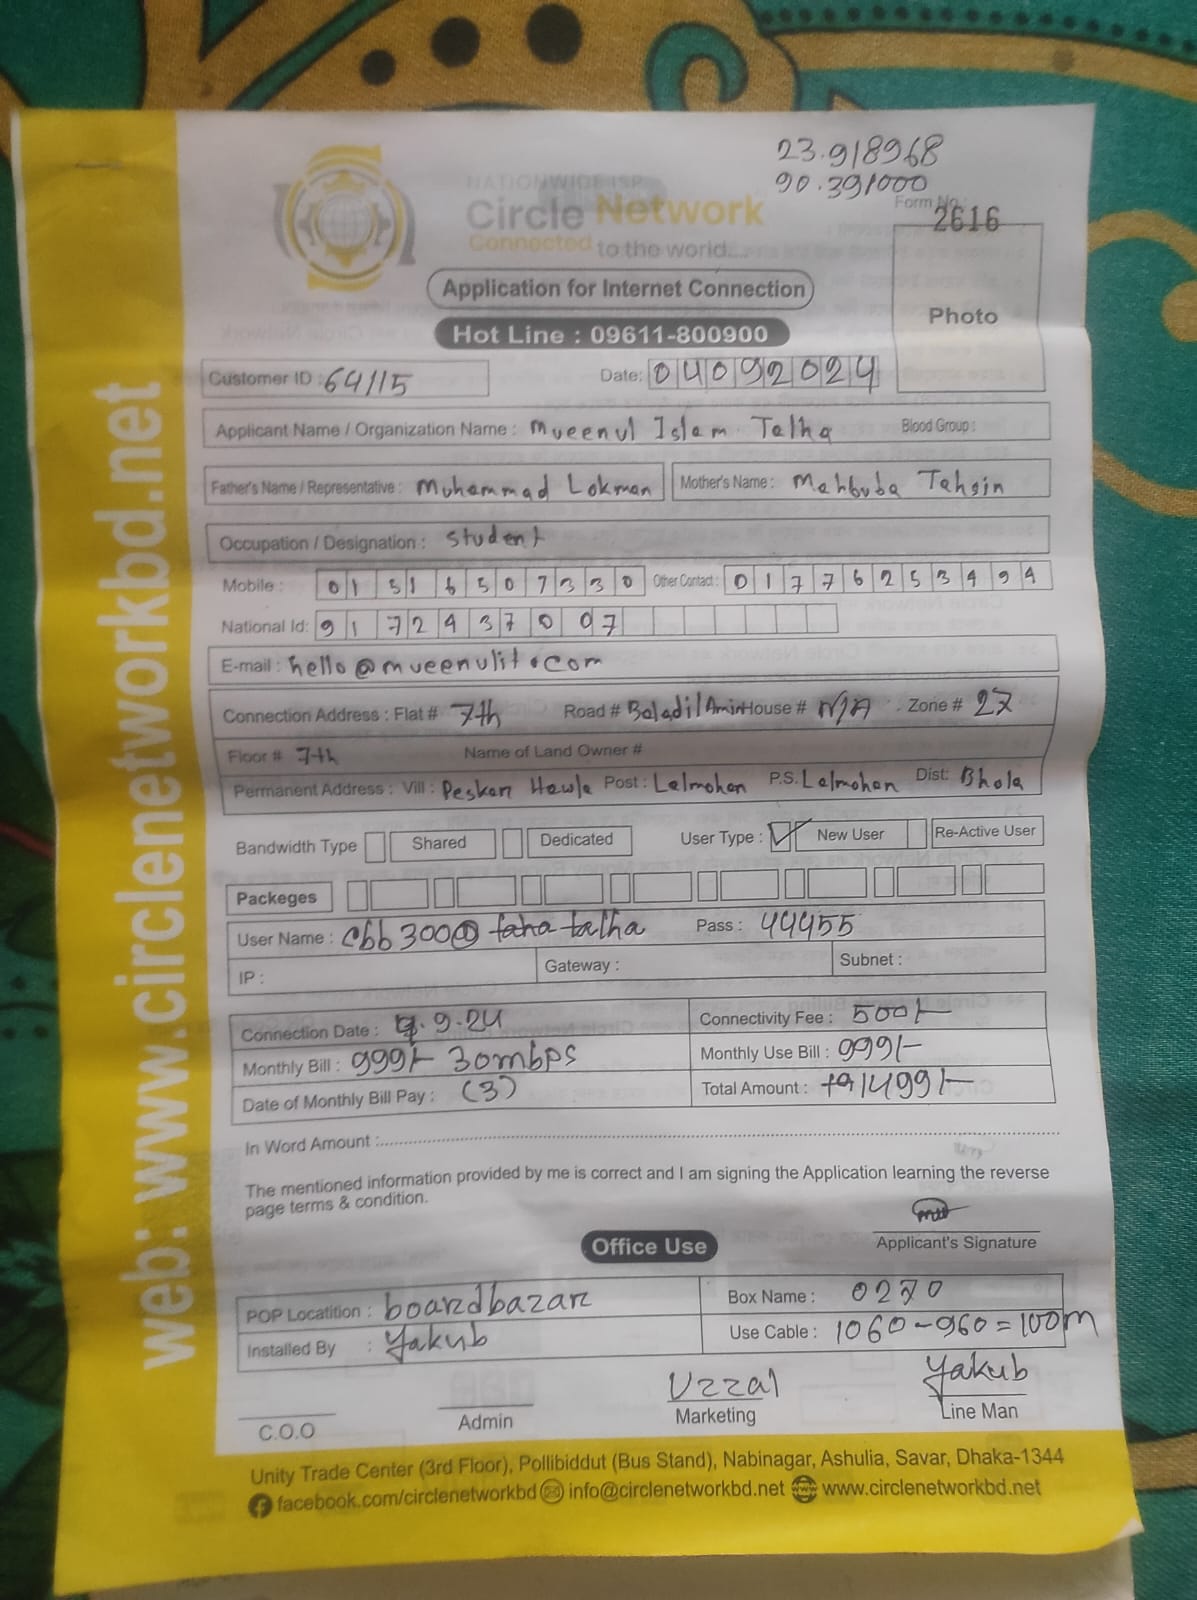 23.918968
90.391000
NATIONWIDE ISP
Circle Network
Connected to the world...
Form No.:
2616
Application for Internet Connection
Hot Line : 09611-800900
Photo
Customer ID : 64115
Date: 04092024
Applicant Name / Organization Name : Mueenul Islam Talha Blood Group :
Father's Name / Representative : Muhammad Lokman Mother's Name : Mahbuba Tahsin
Occupation / Designation : Student
Mobile : 01516507330 Other Contact : 01776253494
National Id: 9172437097
E-mail : hello@mueenulit.com
Connection Address : Flat # 7th Road # Baladil Amin House # N/A Zone # 27
Floor # 7th Name of Land Owner #
Permanent Address : Vill : Peskar Hawla Post : Lalmohan P.S. Lalmohan Dist: Bhola
Bandwidth Type Shared Dedicated User Type : New User Re-Active User
Packeges
User Name : cbb300@ talha Pass : 44455
IP : Gateway : Subnet :
Connection Date : 4.9.24 Connectivity Fee : 500/-
Monthly Bill : 999/- 30mbps Monthly Use Bill : 999/-
Date of Monthly Bill Pay : (3) Total Amount : 1499/-
In Word Amount :
The mentioned information provided by me is correct and I am signing the Application learning the reverse
page terms & condition.
Applicant's Signature
Office Use
POP Locatition : boardbazar Box Name : 0270
Installed By : Yakub Use Cable : 1060-960=100m
Uzzal Yakub
C.O.O Admin Marketing Line Man
Unity Trade Center (3rd Floor), Pollibiddut (Bus Stand), Nabinagar, Ashulia, Savar, Dhaka-1344
facebook.com/circlenetworkbd info@circlenetworkbd.net www.circlenetworkbd.net
web: www.circlenetworkbd.net